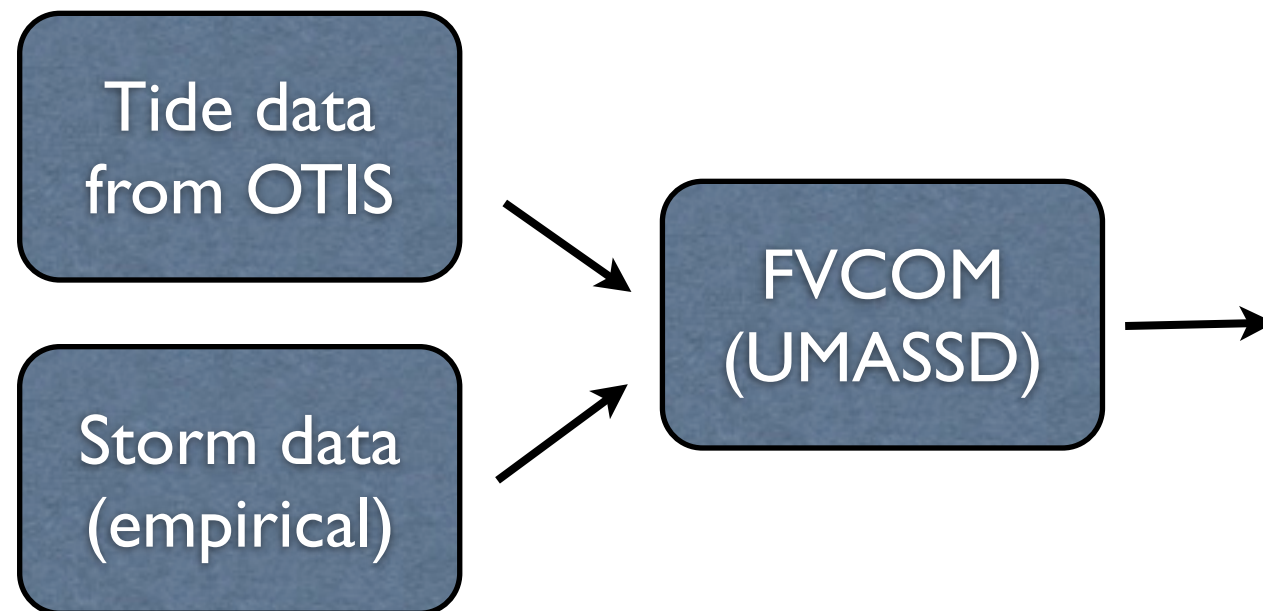 Tide data
from OTIS
Storm data
(empirical)
FVCOM
(UMASSD)